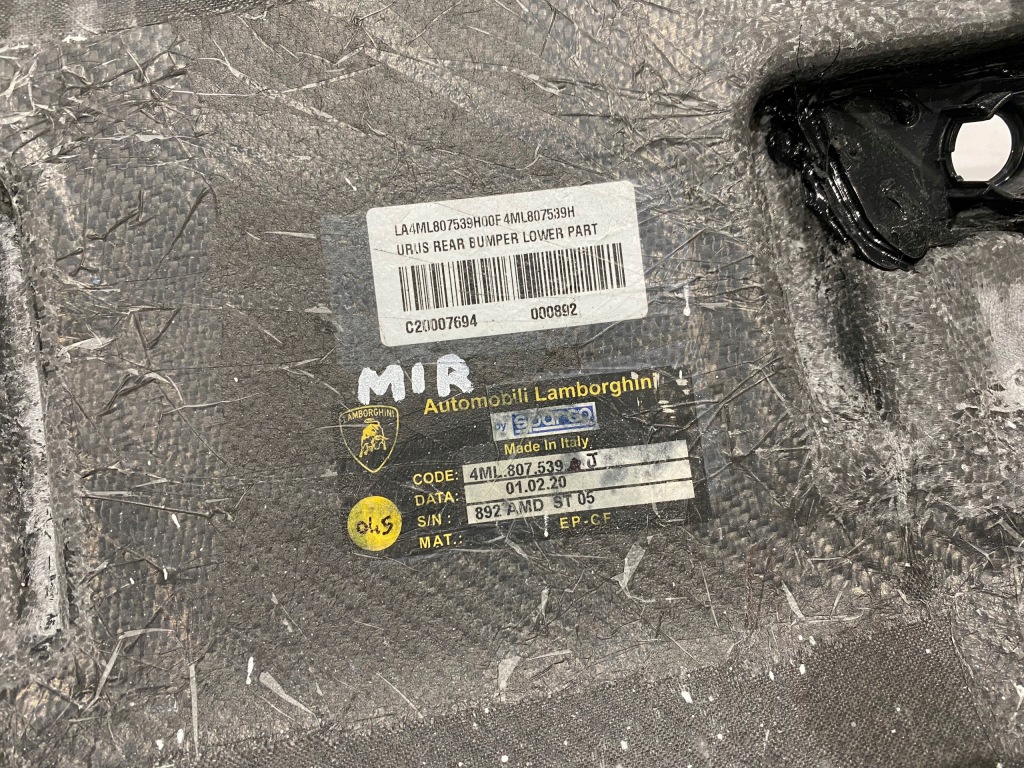 LA4ML807539H00F 4ML807539H
URUS REAR BUMPER LOWER PART
C20007694 000892
MIR
Automobili Lamborghini
LAMBORGHINI
by sparco
Made In Italy
CODE: 4ML.807.539 J
DATA: 01.02.20
S/N : 892 AMD ST 05
MAT.: EP-CF
045